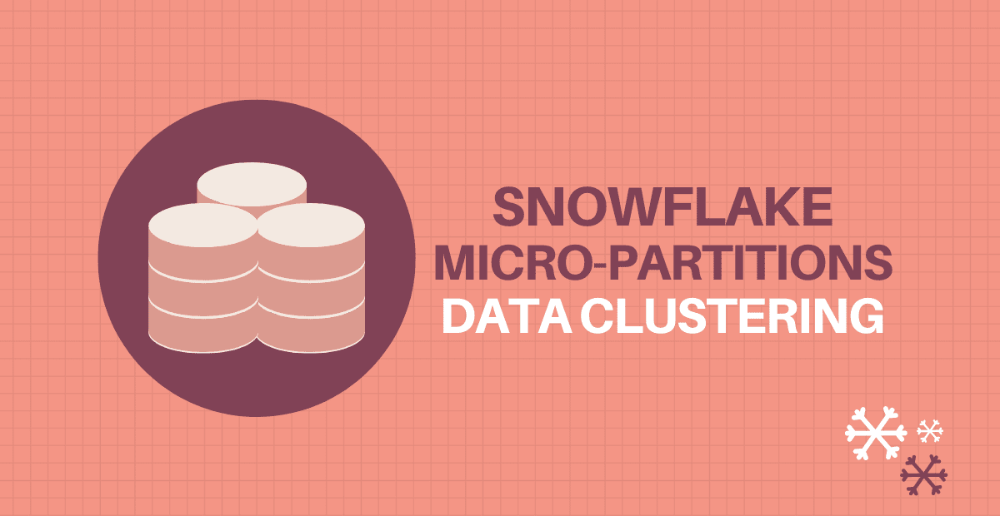 SNOWFLAKE
MICRO-PARTITIONS
DATA CLUSTERING